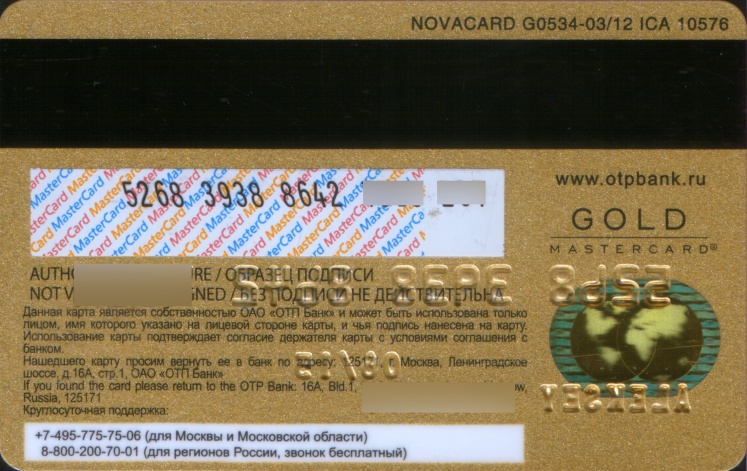 NOVACARD G0534-03/12 ICA 10576
5268 3938 8642
www.otpbank.ru
GOLD
MASTERCARD®
/ ОБРАЗЕЦ ПОДПИСИ
/ БЕЗ ПОДПИСИ НЕ ДЕЙСТВИТЕЛЬНА
Данная карта является собственностью ОАО «ОТП Банк» и может быть использована только
лицом, имя которого указано на лицевой стороне карты, и чья подпись нанесена на карту.
Использование карты подтверждает согласие держателя карты с условиями соглашения с
банком.
Нашедшего карту просим вернуть ее в банк по адресу: Москва, Ленинградское
шоссе, д.16А, стр.1, ОАО «ОТП Банк»
If you found the card please return to the OTP Bank: 16A, Bld.1,
Russia, 125171
Круглосуточная поддержка:
ALEKSEY
+7-495-775-75-06 (для Москвы и Московской области)
8-800-200-70-01 (для регионов России, звонок бесплатный)